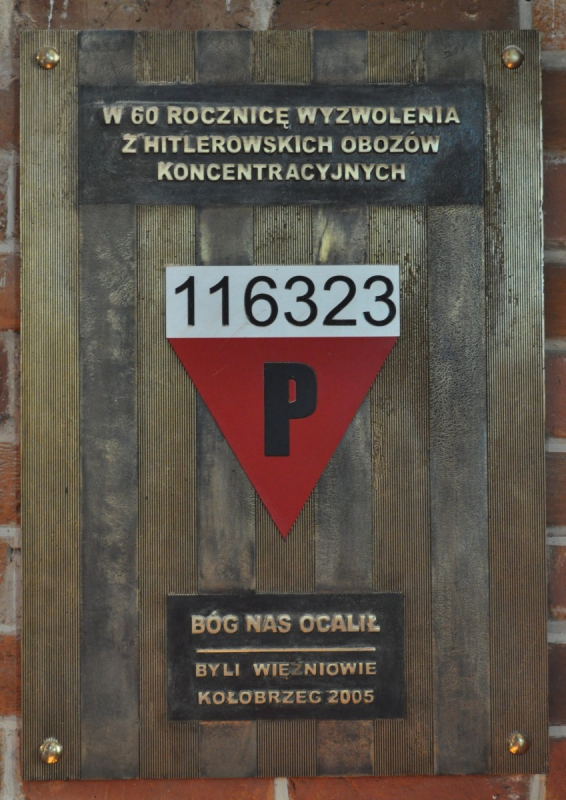 W 60 ROCZNICĘ WYZWOLENIA
Z HITLEROWSKICH OBOZÓW
KONCENTRACYJNYCH
116323
P
BÓG NAS OCALIŁ
BYLI WIĘŹNIOWIE
KOŁOBRZEG 2005